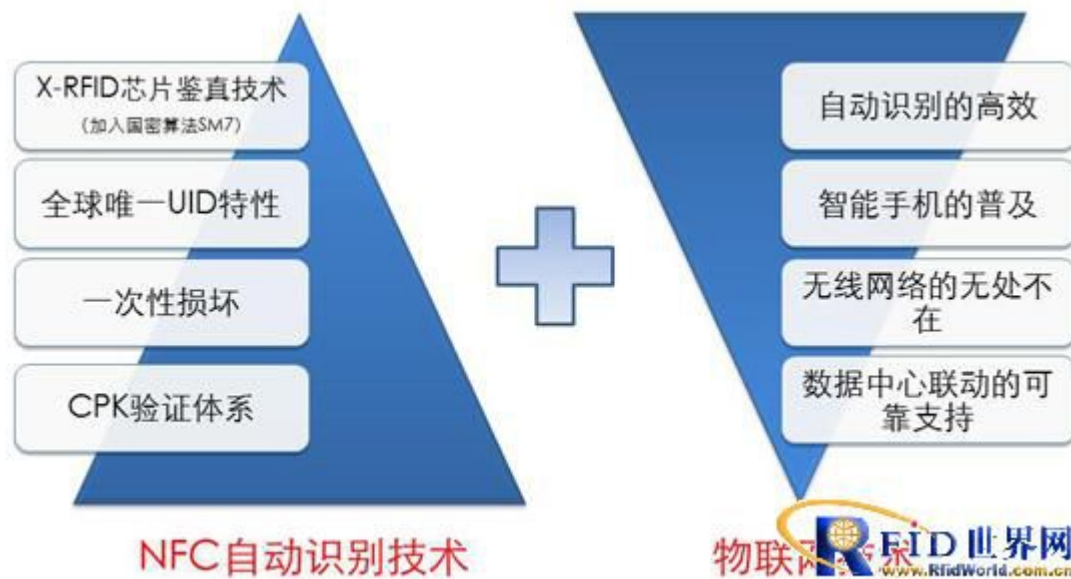 X-RFID芯片鉴真技术
（加入国密算法SM7）
全球唯一UID特性
一次性损坏
CPK验证体系
NFC自动识别技术
自动识别的高效
智能手机的普及
无线网络的无处不
在
数据中心联动的可
靠支持
物联网技术
RFID世界网
www.RfidWorld.com.cn